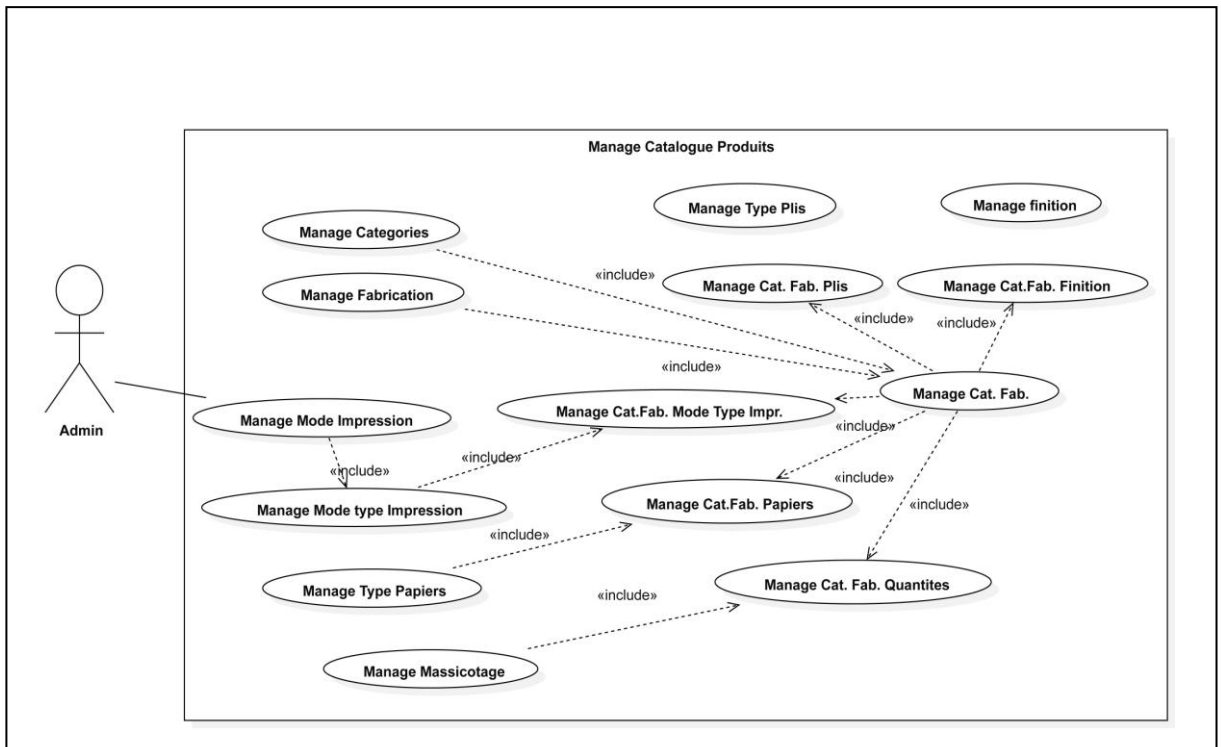 Manage Catalogue Produits
Manage Type Plis
Manage finition
Manage Categories
«include»
Manage Cat. Fab. Plis
Manage Cat.Fab. Finition
Manage Fabrication
«include»
«include»
«include»
Manage Cat. Fab.
Manage Cat.Fab. Mode Type Impr.
Manage Mode Impression
Admin
«include»
«include»
«include»
«include»
Manage Cat.Fab. Papiers
Manage Mode type Impression
«include»
«include»
Manage Type Papiers
Manage Cat. Fab. Quantites
«include»
Manage Massicotage